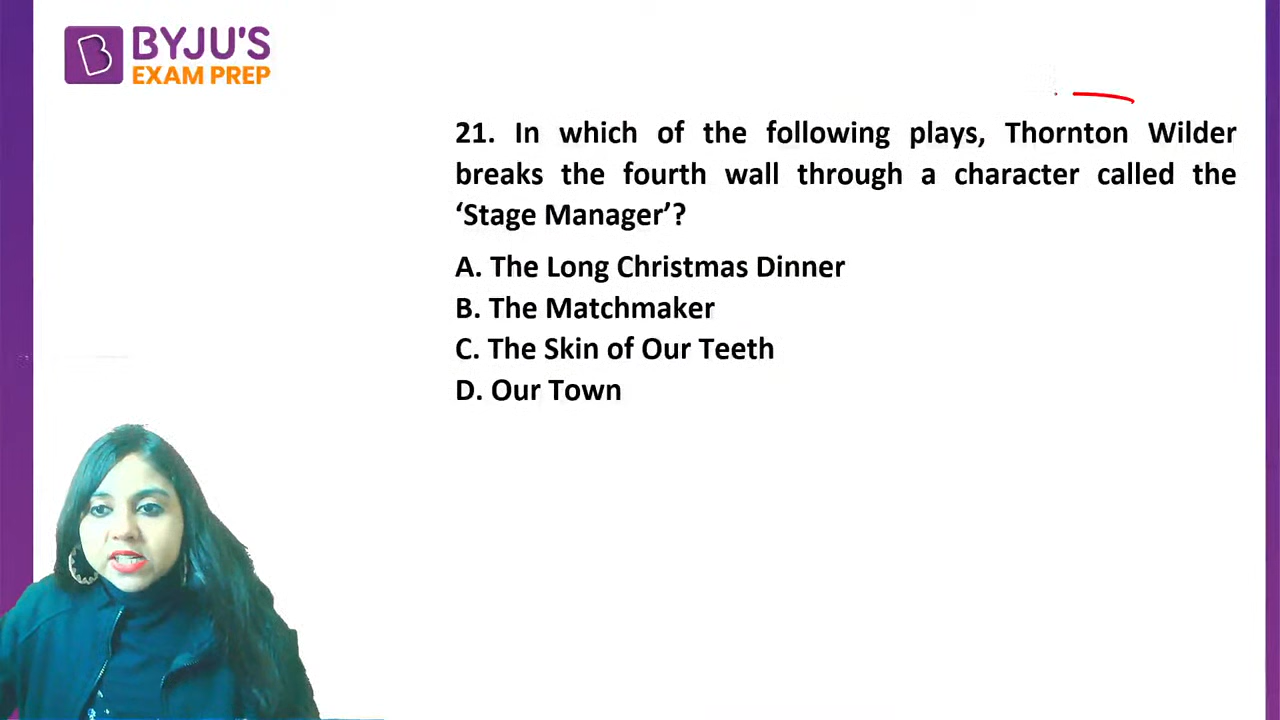 BYJU'S
EXAM PREP
21. In which of the following plays, Thornton Wilder
breaks the fourth wall through a character called the
‘Stage Manager’?
A. The Long Christmas Dinner
B. The Matchmaker
C. The Skin of Our Teeth
D. Our Town